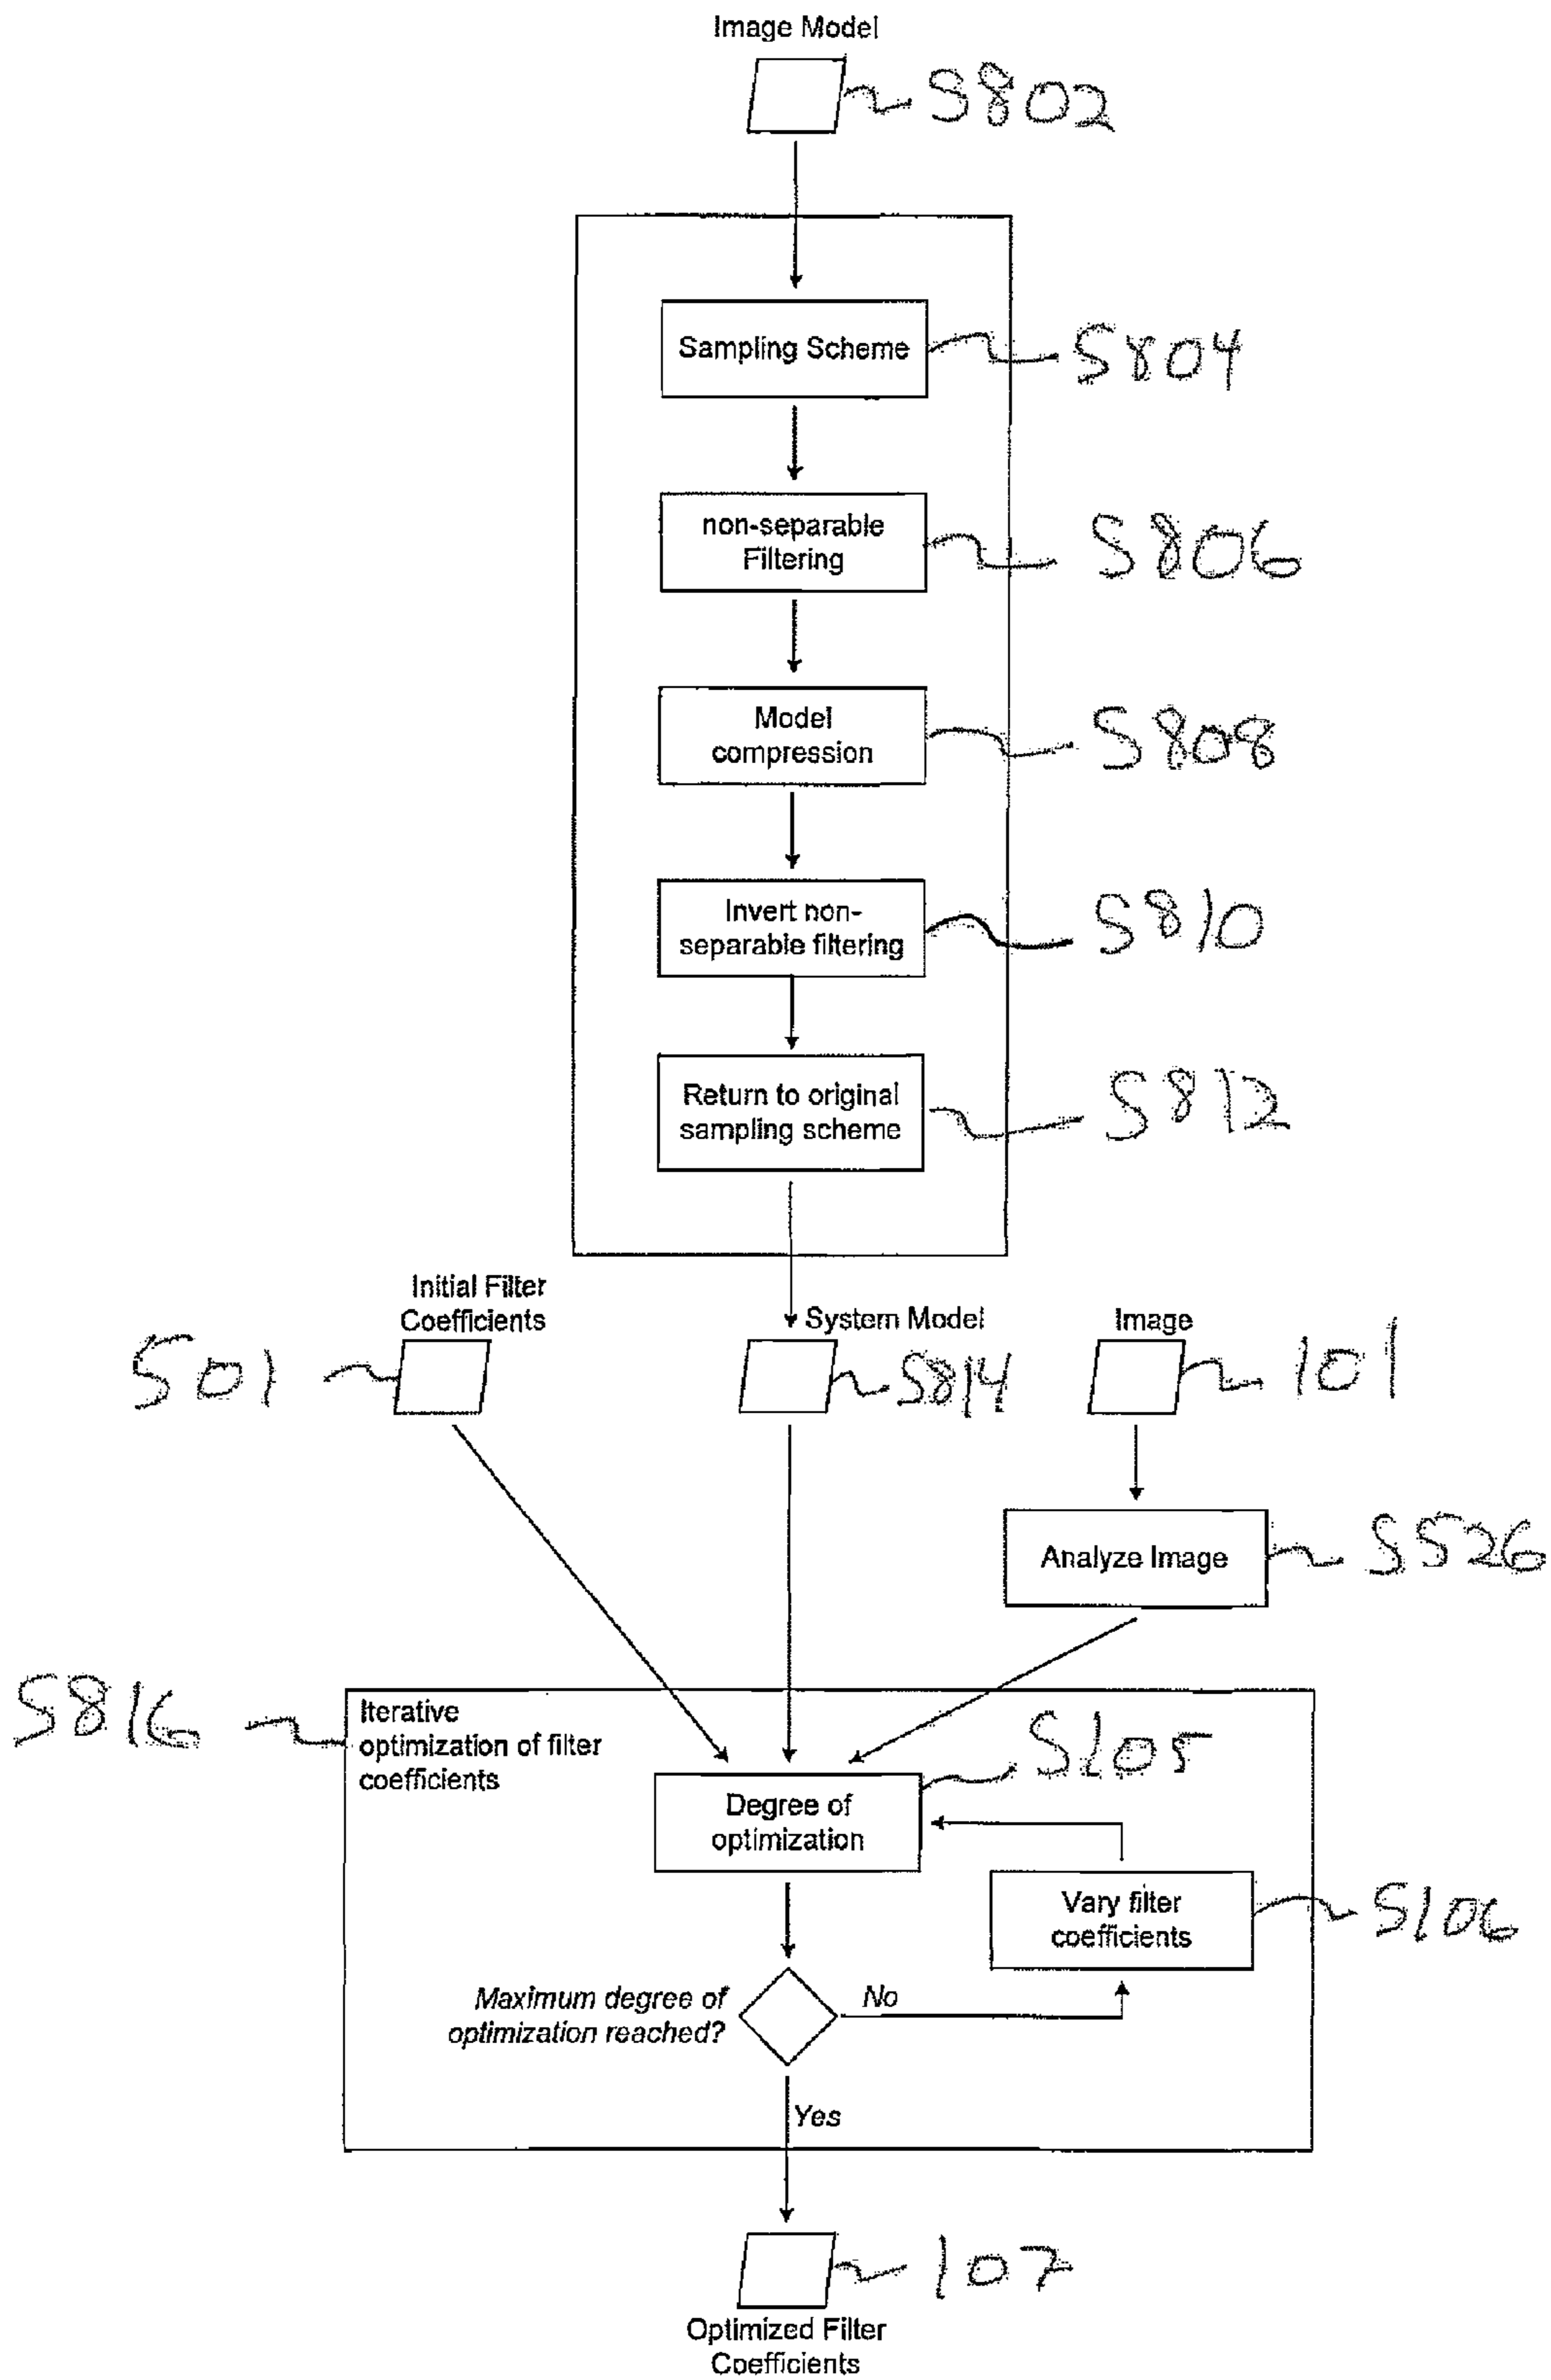 Image Model
S802
Sampling Scheme
S804
non-separable
Filtering
S806
Model
compression
S808
Invert non-
separable filtering
S810
Return to original
sampling scheme
S812
Initial Filter
Coefficients
501
System Model
S814
Image
101
Analyze Image
S526
S816
Iterative
optimization of filter
coefficients
S105
Degree of
optimization
Vary filter
coefficients
S106
Maximum degree of
optimization reached?
No
Yes
107
Optimized Filter
Coefficients